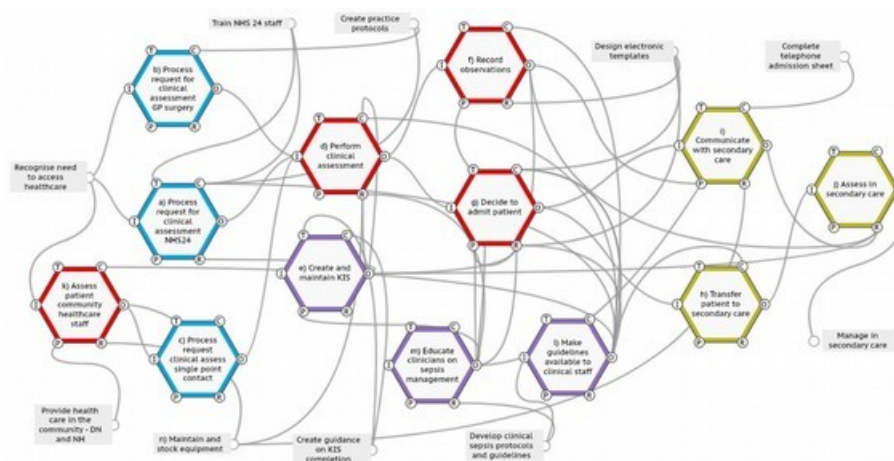 Train NHS 24 staff
Create practice
protocols
Design electronic
templates
Complete
telephone
admission sheet
T
C
b) Process
request for
clinical
assessment
GP surgery
I
O
P
R
T
C
f) Record
observations
I
O
P
R
T
C
d) Perform
clinical
assessment
I
O
P
R
T
C
i)
Communicate
with secondary
care
I
O
P
R
Recognise need
to access
healthcare
T
C
a) Process
request for
clinical
assessment
NHS24
I
O
P
R
T
C
g) Decide to
admit patient
I
O
P
R
T
C
j) Assess in
secondary care
I
O
P
R
T
C
e) Create and
maintain KIS
I
O
P
R
T
C
k) Assess
patient
community
healthcare
staff
I
O
P
R
T
C
h) Transfer
patient to
secondary care
I
O
P
R
T
C
c) Process
request
clinical assess
single point
contact
I
O
P
R
T
C
m) Educate
clinicians on
sepsis
management
I
O
P
R
T
C
l) Make
guidelines
available to
clinical staff
I
O
P
R
Manage in
secondary care
Provide health
care in the
community - DN
and NH
n) Maintain and
stock equipment
Create guidance
on KIS
completion
Develop clinical
sepsis protocols
and guidelines